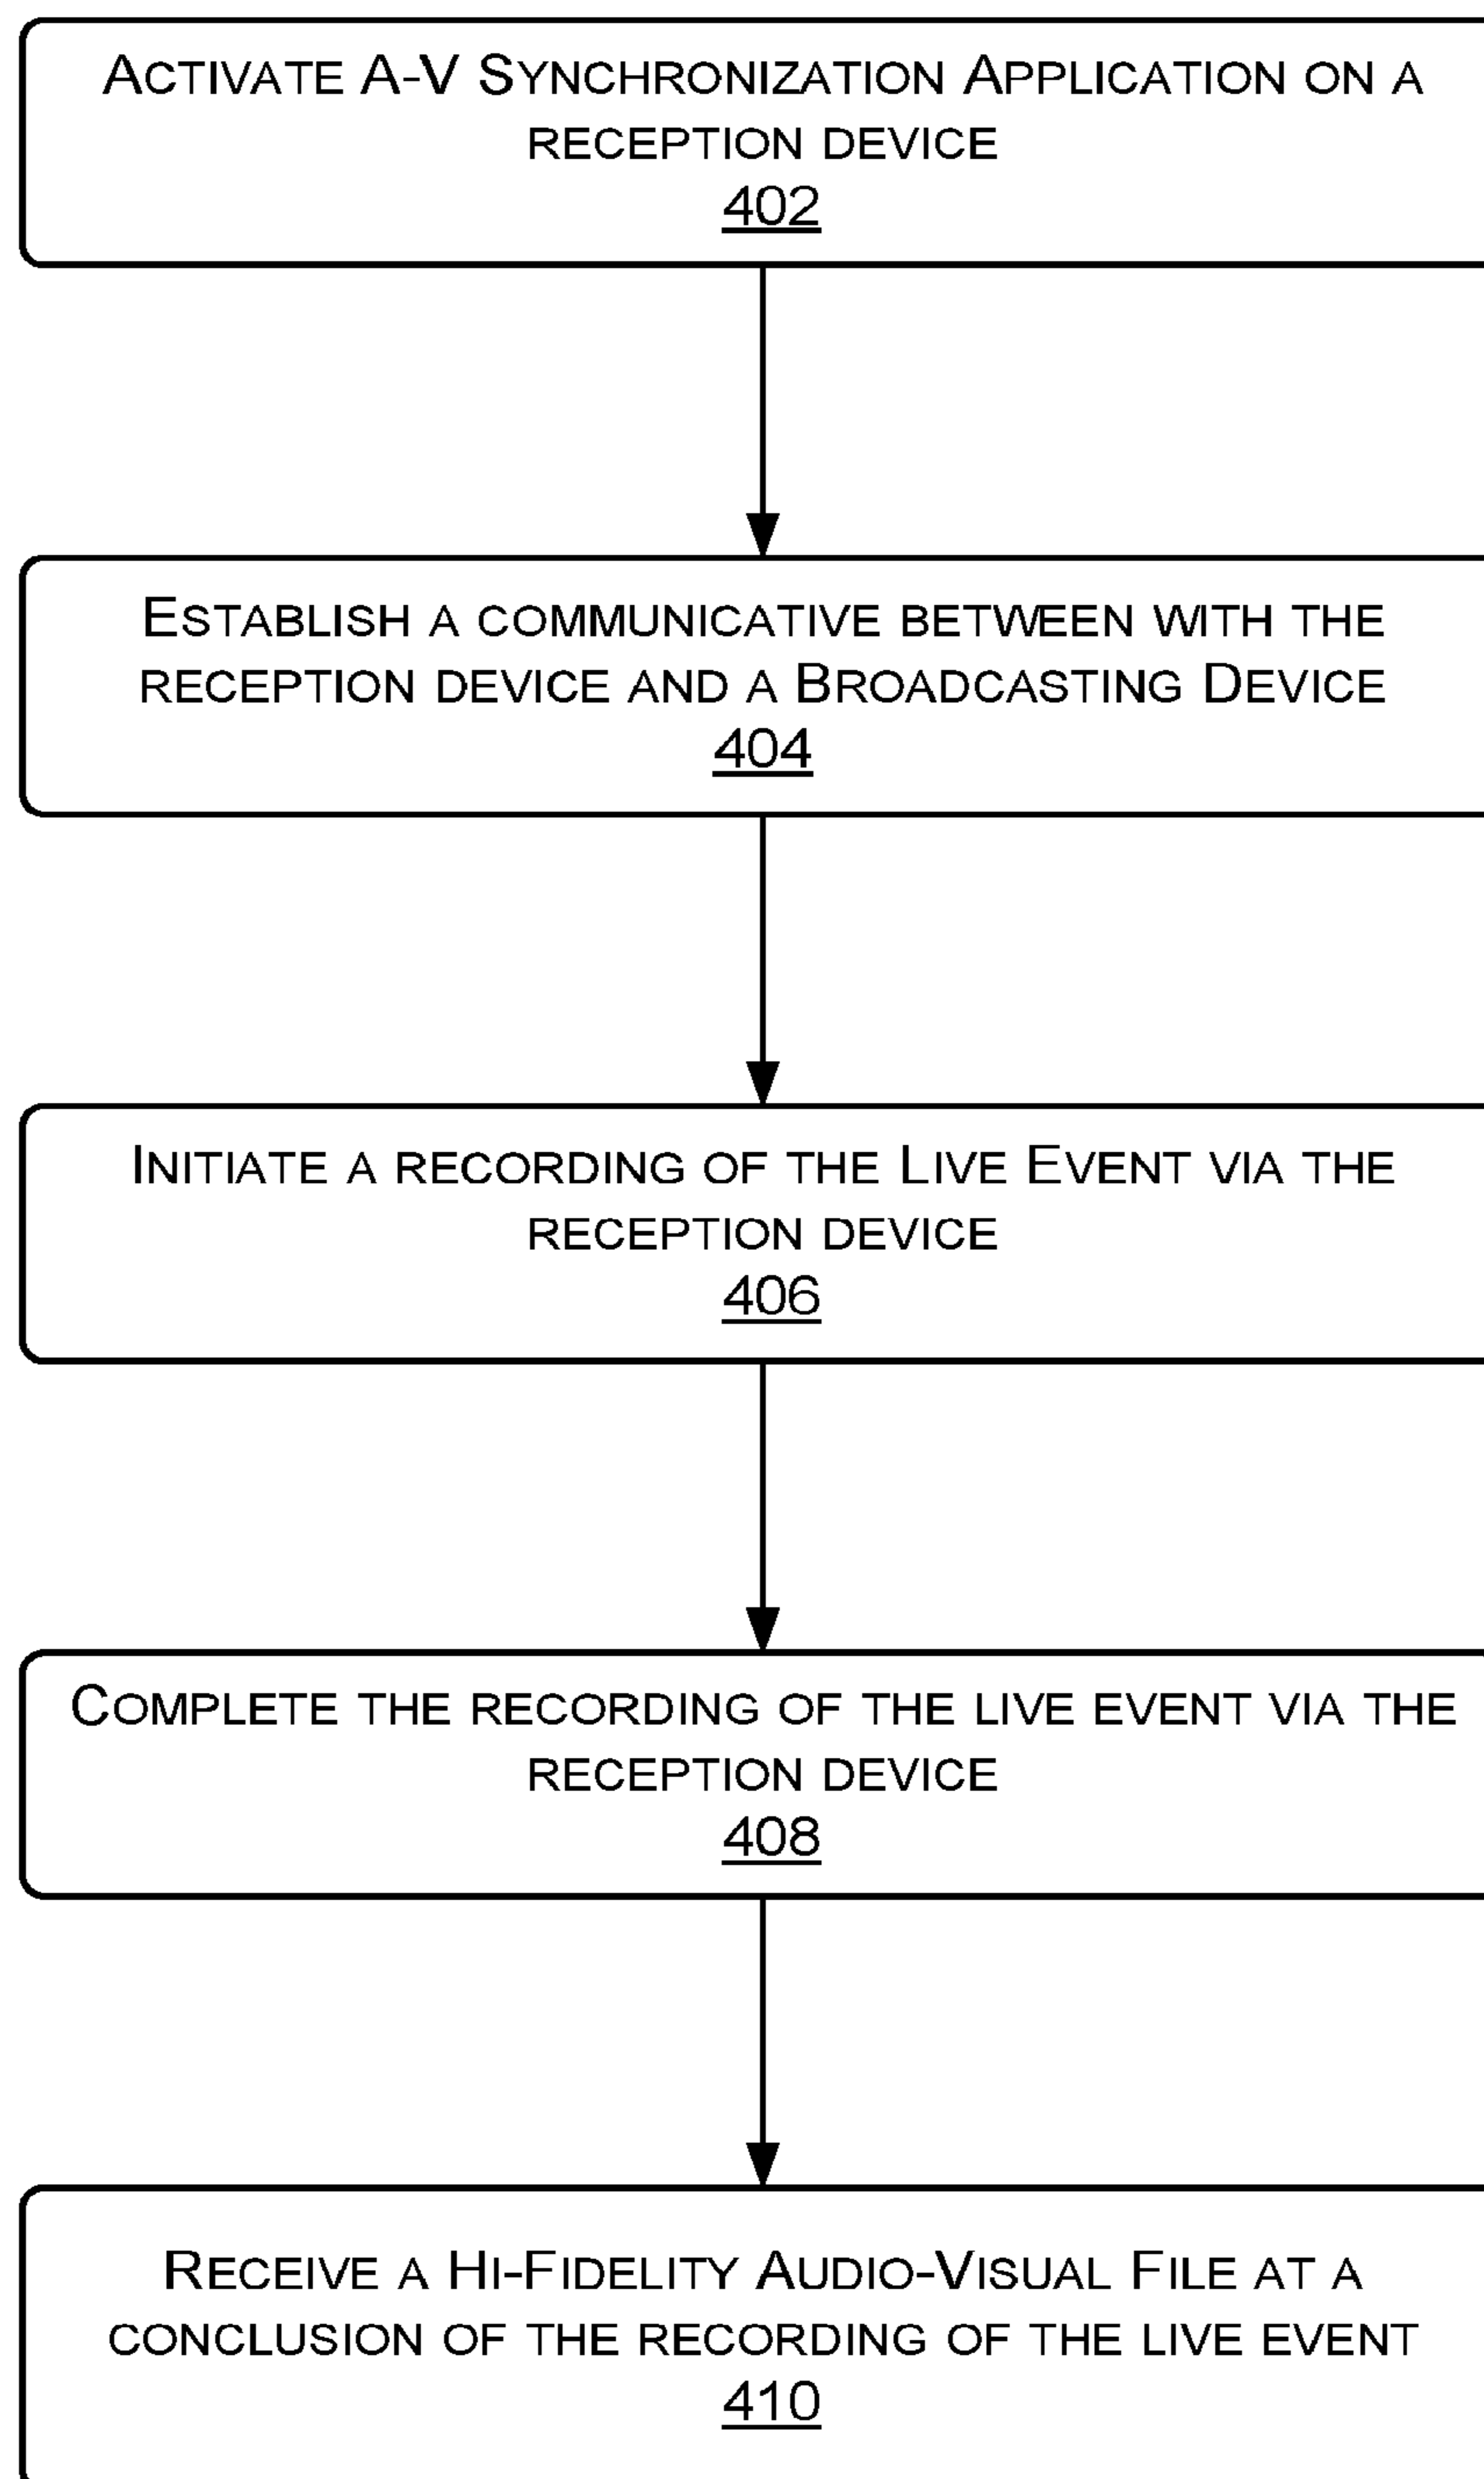 ACTIVATE A-V SYNCHRONIZATION APPLICATION ON A
RECEPTION DEVICE
402
ESTABLISH A COMMUNICATIVE BETWEEN WITH THE
RECEPTION DEVICE AND A BROADCASTING DEVICE
404
INITIATE A RECORDING OF THE LIVE EVENT VIA THE
RECEPTION DEVICE
406
COMPLETE THE RECORDING OF THE LIVE EVENT VIA THE
RECEPTION DEVICE
408
RECEIVE A HI-FIDELITY AUDIO-VISUAL FILE AT A
CONCLUSION OF THE RECORDING OF THE LIVE EVENT
410